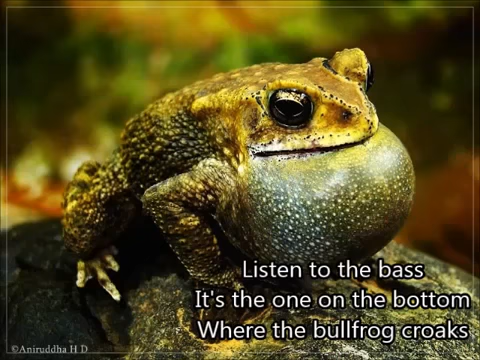 Listen to the bass
It's the one on the bottom
Where the bullfrog croaks
©Aniruddha H D